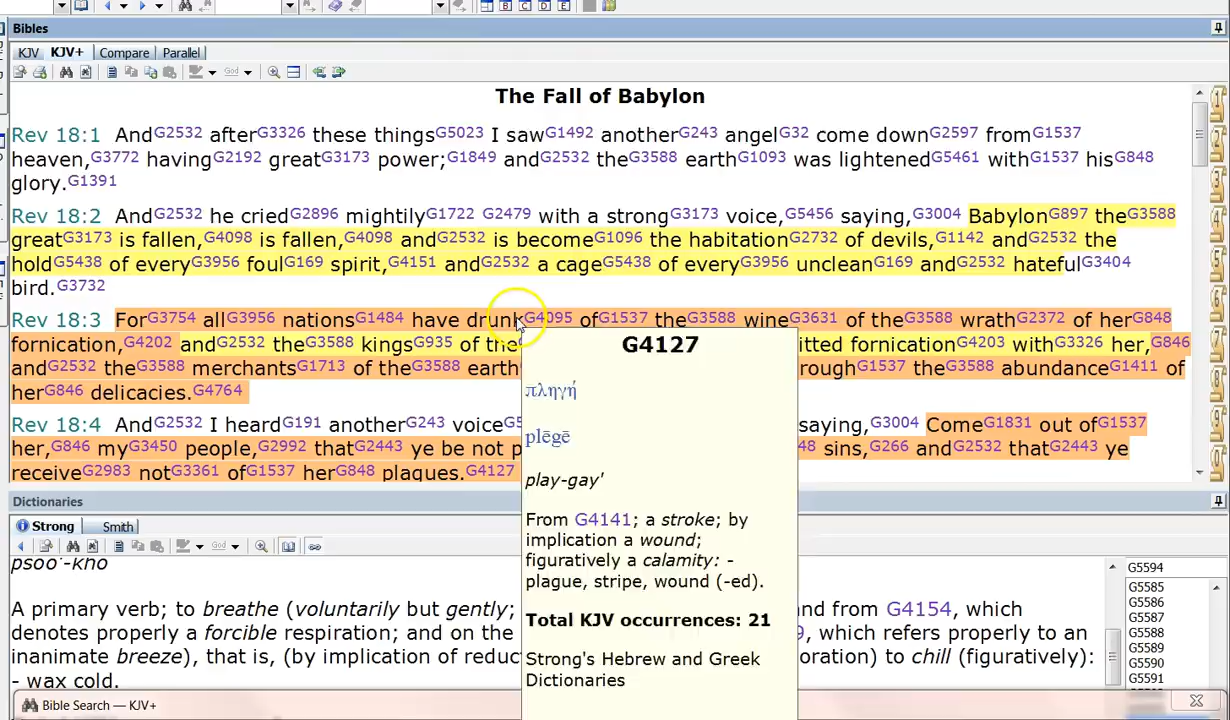 B C D E
Bibles
KJV KJV+ Compare Parallel
God
The Fall of Babylon
Rev 18:1 AndG2532 afterG3326 these thingsG5023 I sawG1492 anotherG243 angelG32 come downG2597 fromG1537
heaven,G3772 havingG2192 greatG3173 power;G1849 andG2532 theG3588 earthG1093 was lightenedG5461 withG1537 hisG848
glory.G1391
Rev 18:2 AndG2532 he criedG2896 mightilyG1722 G2479 with a strongG3173 voice,G5456 saying,G3004 BabylonG897 theG3588
greatG3173 is fallen,G4098 is fallen,G4098 andG2532 is becomeG1096 the habitationG2732 of devils,G1142 andG2532 the
holdG5438 of everyG3956 foulG169 spirit,G4151 andG2532 a cageG5438 of everyG3956 uncleanG169 andG2532 hatefulG3404
bird.G3732
Rev 18:3 ForG3754 allG3956 nationsG1484 have drunkG4095 ofG1537 theG3588 wineG3631 of theG3588 wrathG2372 of herG848
fornication,G4202 andG2532 theG3588 kingsG935 of the itted fornicationG4203 withG3326 her,G846
andG2532 theG3588 merchantsG1713 of theG3588 earth roughG1537 theG3588 abundanceG1411 of
herG846 delicacies.G4764
Rev 18:4 AndG2532 I heardG191 anotherG243 voice saying,G3004 ComeG1831 out ofG1537
her,G846 myG3450 people,G2992 thatG2443 ye be not p sins,G266 andG2532 thatG2443 ye
receiveG2983 notG3361 ofG1537 herG848 plagues.G4127
G4127
πληγή
plēgē
play-gay'
From G4141; a stroke; by
implication a wound;
figuratively a calamity: -
plague, stripe, wound (-ed).
Total KJV occurrences: 21
Strong's Hebrew and Greek
Dictionaries
Dictionaries
Strong Smith
God
psoo'-kho
A primary verb; to breathe (voluntarily but gently; and from G4154, which
denotes properly a forcible respiration; and on the 9, which refers properly to an
inanimate breeze), that is, (by implication of reduc oration) to chill (figuratively):
- wax cold.
G5594
G5585
G5586
G5587
G5588
G5589
G5590
G5591
Bible Search — KJV+